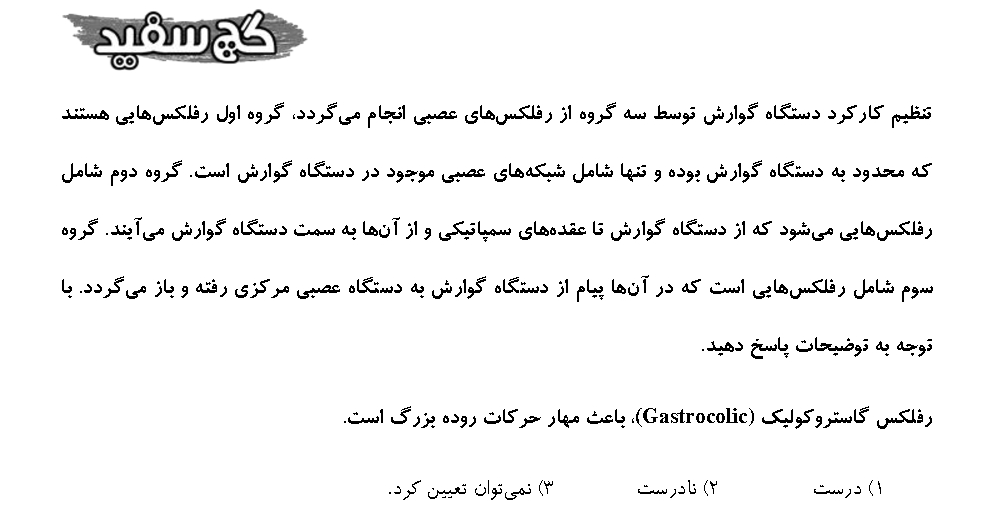 گچ سفید
تنظیم کارکرد دستگاه گوارش توسط سه گروه از رفلکس‌های عصبی انجام می‌گردد، گروه اول رفلکس‌هایی هستند
که محدود به دستگاه گوارش بوده و تنها شامل شبکه‌های عصبی موجود در دستگاه گوارش است. گروه دوم شامل
رفلکس‌هایی می‌شود که از دستگاه گوارش تا عقده‌های سمپاتیکی و از آن‌ها به سمت دستگاه گوارش می‌آیند. گروه
سوم شامل رفلکس‌هایی است که در آن‌ها پیام از دستگاه گوارش به دستگاه عصبی مرکزی رفته و باز می‌گردد. با
توجه به توضیحات پاسخ دهید.
رفلکس گاستروکولیک (Gastrocolic)، باعث مهار حرکات روده بزرگ است.
۱) درست ۲) نادرست ۳) نمی‌توان تعیین کرد.